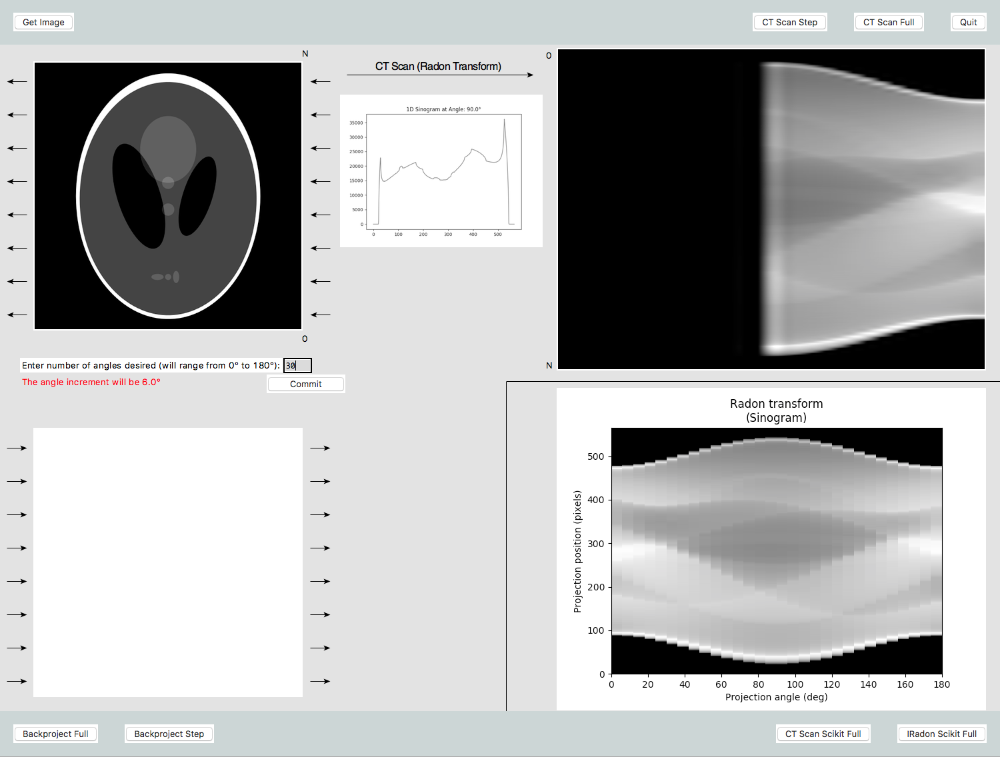 Get Image
CT Scan Step
CT Scan Full
Quit
N
CT Scan (Radon Transform)
0
1D Sinogram at Angle: 90.0°
35000
30000
25000
20000
15000
10000
5000
0
0 100 200 300 400 500
0
N
Enter number of angles desired (will range from 0° to 180°): 30
The angle increment will be 6.0°
Commit
Radon transform
(Sinogram)
Projection position (pixels)
500
400
300
200
100
0
0 20 40 60 80 100 120 140 160 180
Projection angle (deg)
Backproject Full
Backproject Step
CT Scan Scikit Full
IRadon Scikit Full